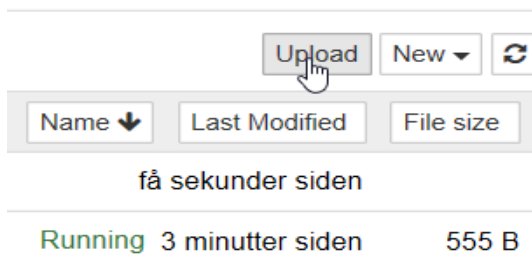 Upload New
Name Last Modified File size
få sekunder siden
Running 3 minutter siden 555 B